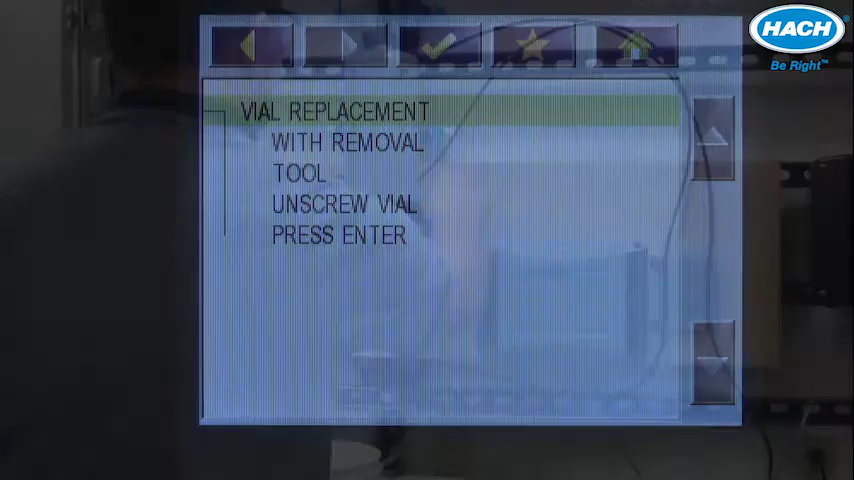 HACH
Be Right™
VIAL REPLACEMENT
WITH REMOVAL
TOOL
UNSCREW VIAL
PRESS ENTER